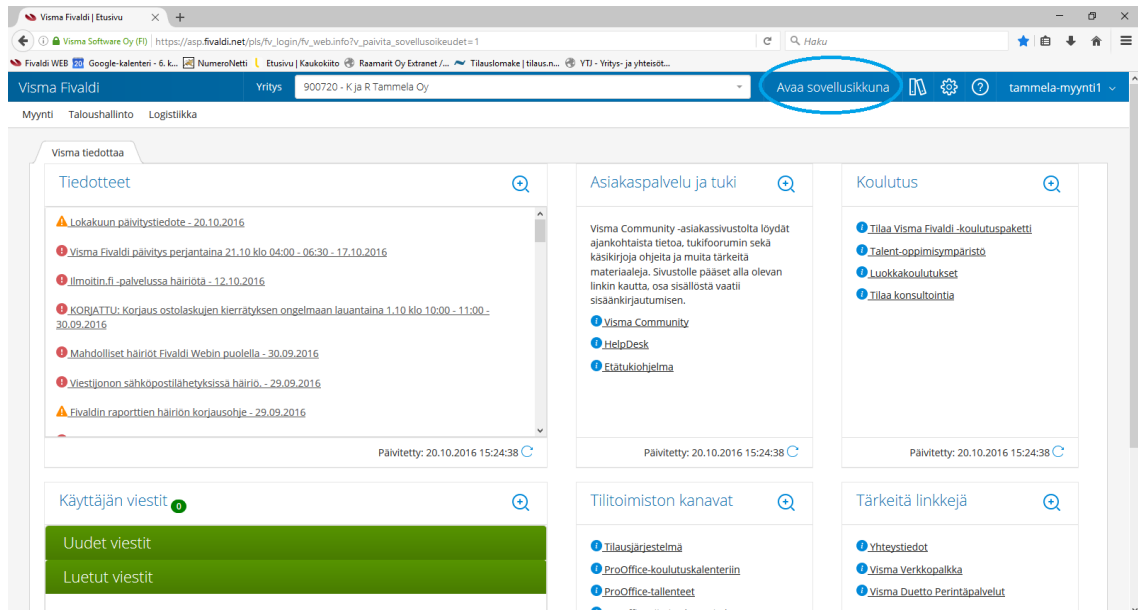 Visma Fivaldi | Etusivu
Visma Software Oy (FI) https://asp.fivaldi.net/pls/fv_login/fv_web.info?v_paivita_sovellusoikeudet=1 Haku
Fivaldi WEB 20 Google-kalenteri - 6. k... NumeroNetti Etusivu | Kaukokiito Raamarit Oy Extranet /... Tilauslomake | tilaus.n... YTJ - Yritys- ja yhteisöt...
Visma Fivaldi Yritys 900720 - K ja R Tammela Oy Avaa sovellusikkuna tammela-myynti1
Myynti Taloushallinto Logistiikka
Visma tiedottaa
Tiedotteet
Lokakuun päivitystiedote - 20.10.2016
Visma Fivaldi päivitys perjantaina 21.10 klo 04:00 - 06:30 - 17.10.2016
Ilmoitin.fi -palvelussa häiriötä - 12.10.2016
KORJATTU: Korjaus ostolaskujen kierrätyksen ongelmaan lauantaina 1.10 klo 10:00 - 11:00 -
30.09.2016
Mahdolliset häiriöt Fivaldi Webin puolella - 30.09.2016
Viestijonon sähköpostilähetyksissä häiriö. - 29.09.2016
Fivaldin raporttien häiriön korjausohje - 29.09.2016
Päivitetty: 20.10.2016 15:24:38
Asiakaspalvelu ja tuki
Visma Community -asiakassivustolta löydät
ajankohtaista tietoa, tukifoorumin sekä
käsikirjoja ohjeita ja muita tärkeitä
materiaaleja. Sivustolle pääset alla olevan
linkin kautta, osa sisällöstä vaatii
sisäänkirjautumisen.
Visma Community
HelpDesk
Etätukiohjelma
Päivitetty: 20.10.2016 15:24:38
Koulutus
Tilaa Visma Fivaldi -koulutuspaketti
Talent-oppimisympäristö
Luokkakoulutukset
Tilaa konsultointia
Päivitetty: 20.10.2016 15:24:38
Käyttäjän viestit 0
Uudet viestit
Luetut viestit
Tilitoimiston kanavat
Tilausjärjestelmä
ProOffice-koulutuskalenteriin
ProOffice-tallenteet
Tärkeitä linkkejä
Yhteystiedot
Visma Verkkopalkka
Visma Duetto Perintäpalvelut